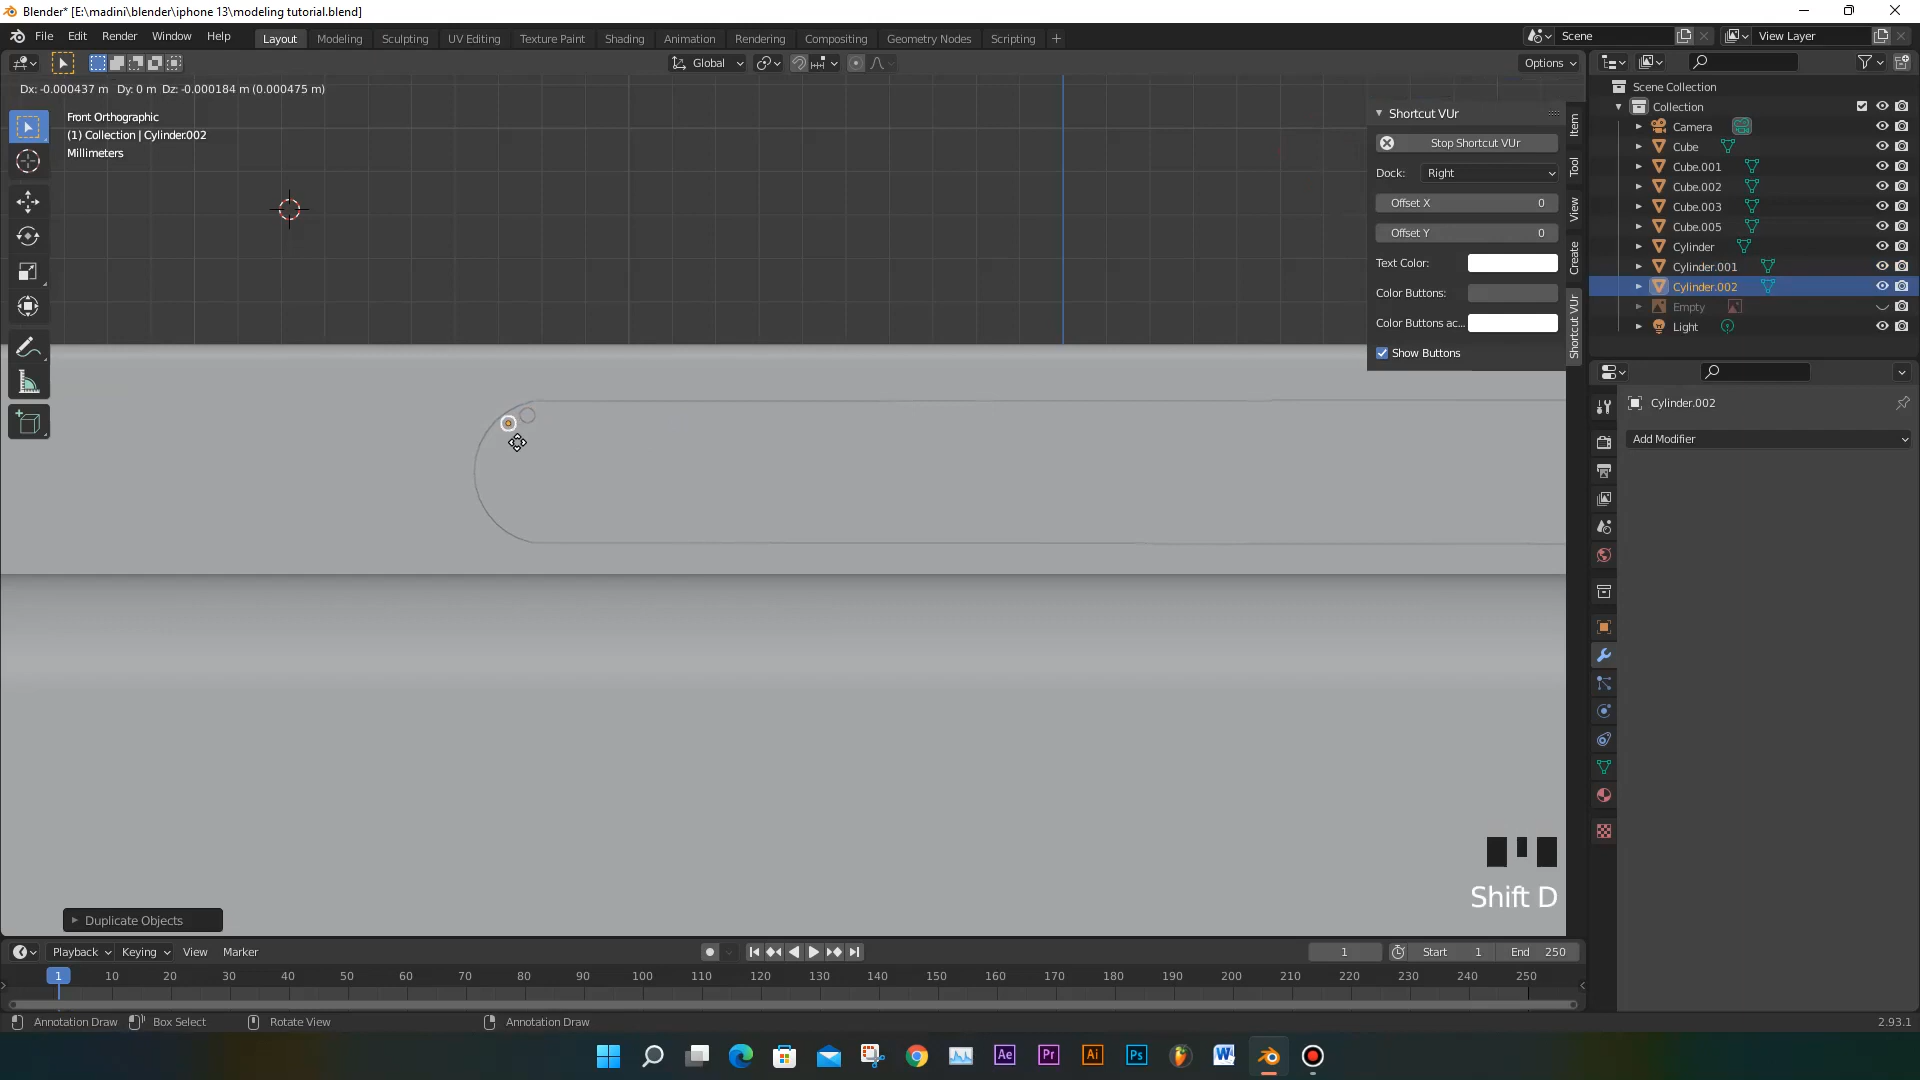 Blender* [E:\madini\blender\iphone 13\modeling tutorial.blend]
File Edit Render Window Help Layout Modeling Sculpting UV Editing Texture Paint Shading Animation Rendering Compositing Geometry Nodes Scripting + Scene View Layer
Global Options
Dx: -0.000437 m Dy: 0 m Dz: -0.000184 m (0.000475 m)
Front Orthographic
(1) Collection | Cylinder.002
Millimeters
Shortcut VUr
Stop Shortcut VUr
Dock: Right
Offset X 0
Offset Y 0
Text Color:
Color Buttons:
Color Buttons ac...
Show Buttons
Item
Tool
View
Create
Shortcut VUr
Scene Collection
Collection
Camera
Cube
Cube.001
Cube.002
Cube.003
Cube.005
Cylinder
Cylinder.001
Cylinder.002
Empty
Light
Cylinder.002
Add Modifier
Shift D
Duplicate Objects
Playback Keying View Marker 1 Start 1 End 250
1 10 20 30 40 50 60 70 80 90 100 110 120 130 140 150 160 170 180 190 200 210 220 230 240 250
Annotation Draw Box Select Rotate View Annotation Draw 2.93.1
Ae Pr Ai Ps W